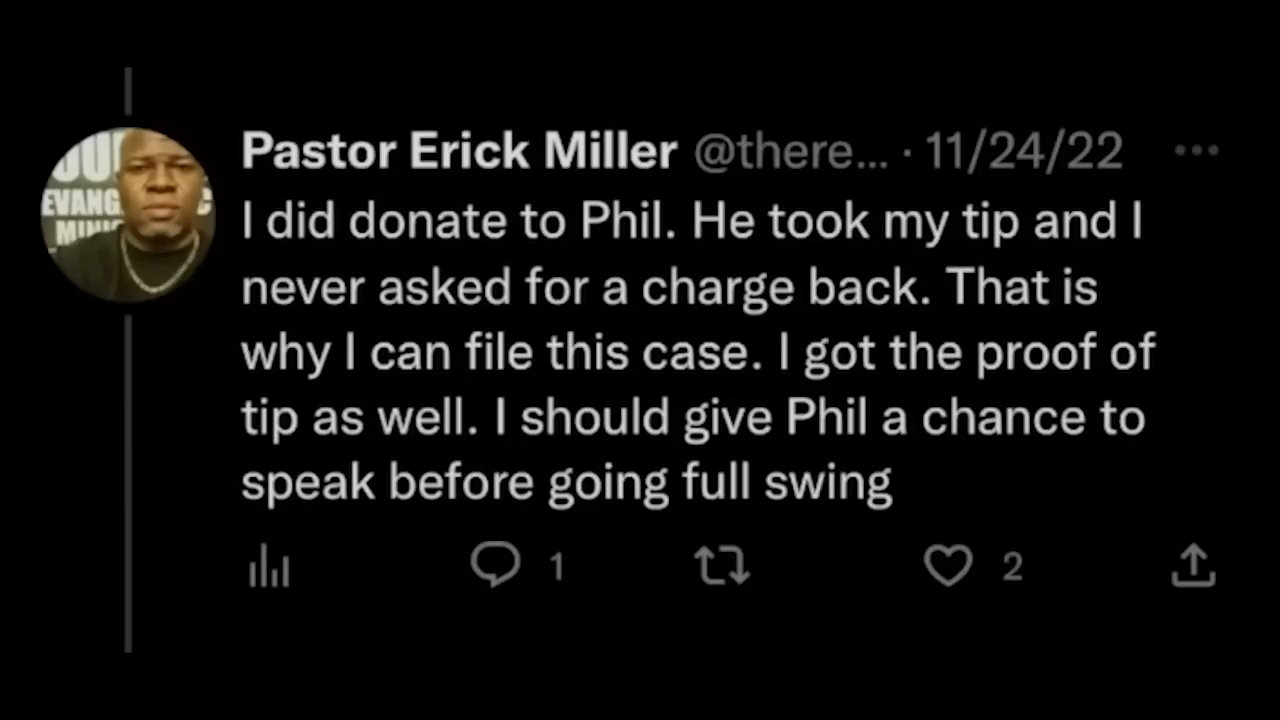 Pastor Erick Miller @there... · 11/24/22
I did donate to Phil. He took my tip and I
never asked for a charge back. That is
why I can file this case. I got the proof of
tip as well. I should give Phil a chance to
speak before going full swing
1 2